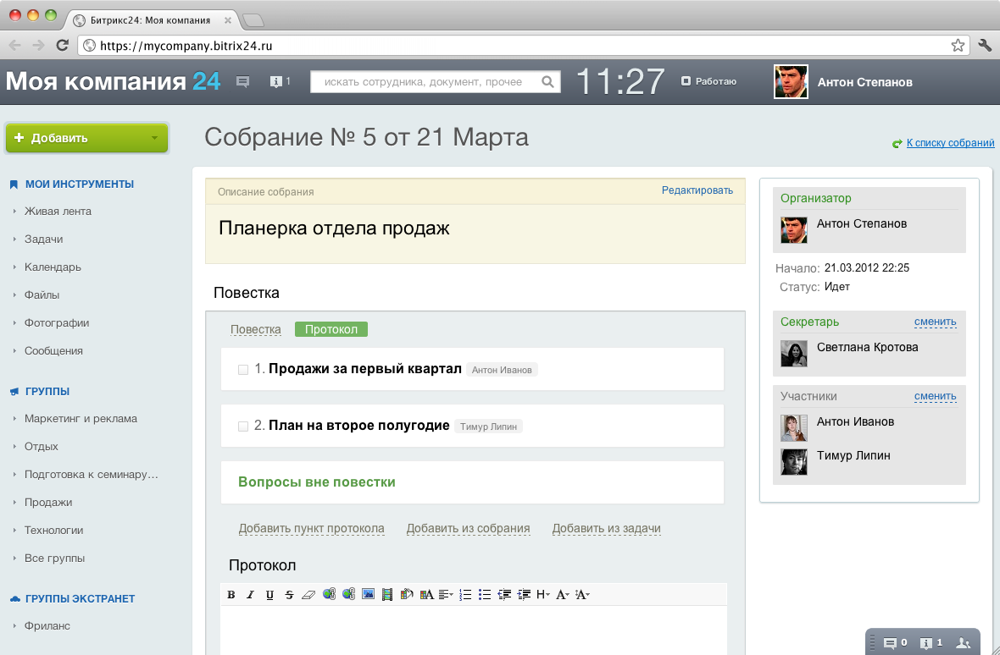 Битрикс24: Моя компания
https://mycompany.bitrix24.ru
Моя компания 24
1
искать сотрудника, документ, прочее
11:27
Работаю
Антон Степанов
Добавить
Собрание № 5 от 21 Марта
К списку собраний
МОИ ИНСТРУМЕНТЫ
Живая лента
Задачи
Календарь
Файлы
Фотографии
Сообщения
ГРУППЫ
Маркетинг и реклама
Отдых
Подготовка к семинару...
Продажи
Технологии
Все группы
ГРУППЫ ЭКСТРАНЕТ
Фриланс
Описание собрания
Редактировать
Планерка отдела продаж
Повестка
Повестка
Протокол
1. Продажи за первый квартал Антон Иванов
2. План на второе полугодие Тимур Липин
Вопросы вне повестки
Добавить пункт протокола
Добавить из собрания
Добавить из задачи
Протокол
B I U S H A A
Организатор
Антон Степанов
Начало: 21.03.2012 22:25
Статус: Идет
Секретарь
сменить
Светлана Кротова
Участники
сменить
Антон Иванов
Тимур Липин
0
1